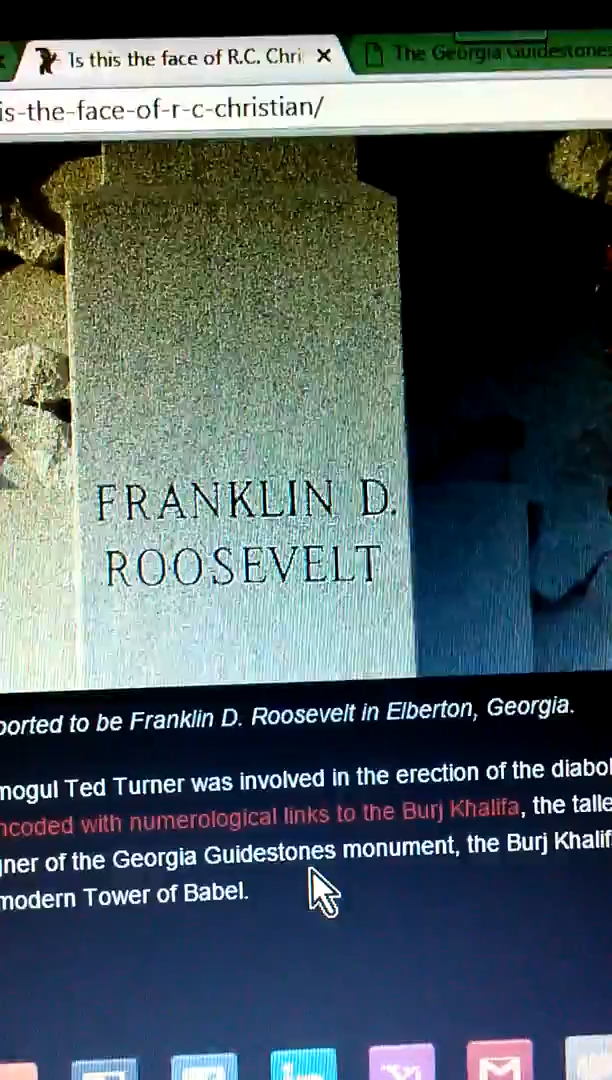 Is this the face of R.C. Chri
The Georgia Guidestones
is-the-face-of-r-c-christian/
FRANKLIN D.
ROOSEVELT
ported to be Franklin D. Roosevelt in Elberton, Georgia.
mogul Ted Turner was involved in the erection of the diabol
ncoded with numerological links to the Burj Khalifa, the talle
gner of the Georgia Guidestones monument, the Burj Khalif
modern Tower of Babel.
in